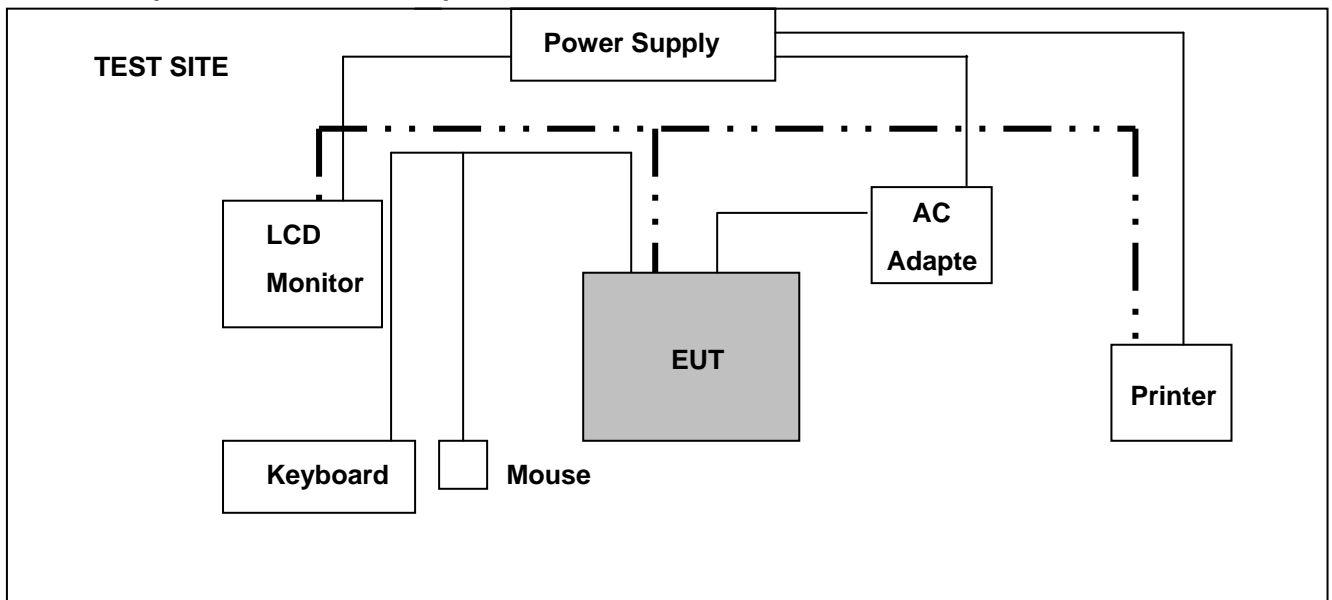 Power Supply
TEST SITE
LCD
Monitor
AC
Adapte
EUT
Printer
Keyboard
Mouse